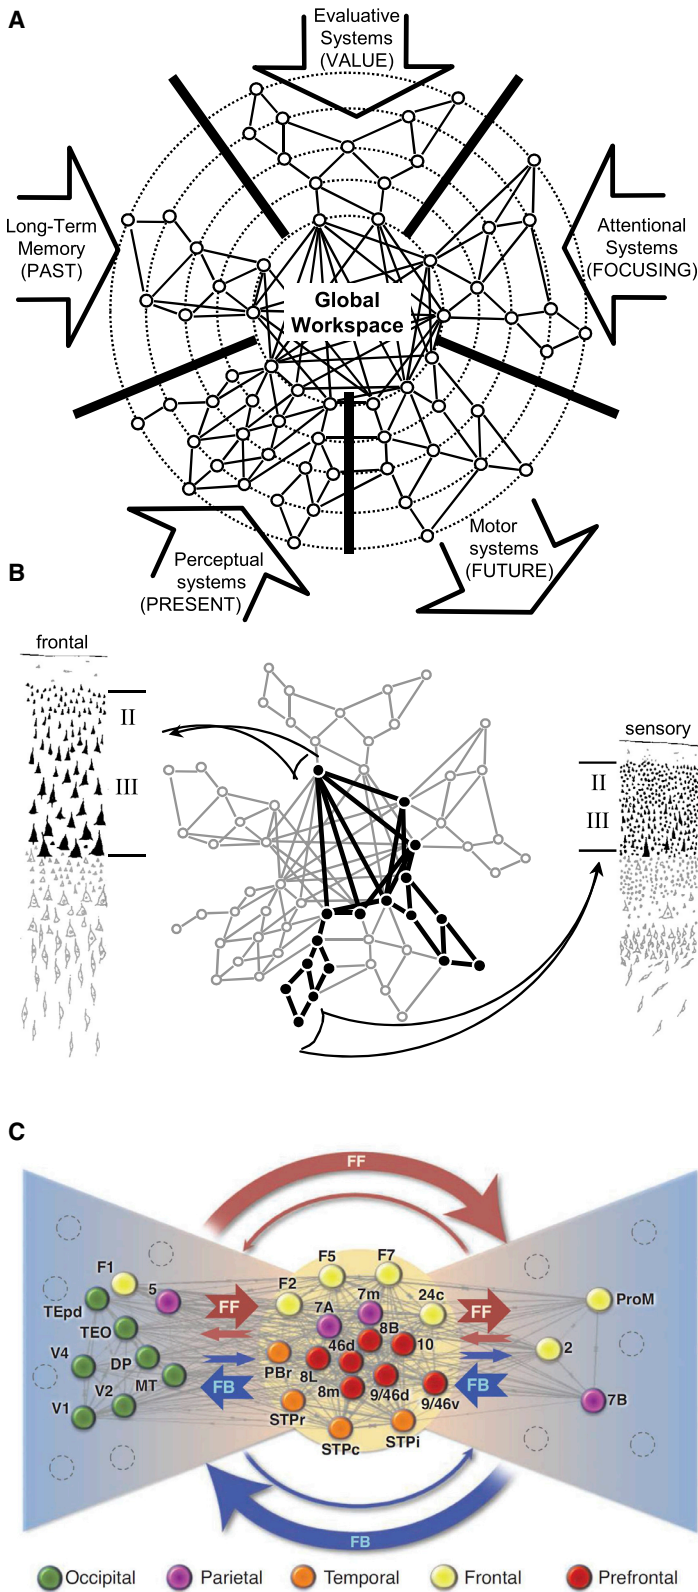 A
Evaluative
Systems
(VALUE)
Long-Term
Memory
(PAST)
Attentional
Systems
(FOCUSING)
Global
Workspace
Perceptual
systems
(PRESENT)
Motor
systems
(FUTURE)
B
frontal
II
III
sensory
II
III
C
FF
F1
5
TEpd
TEO
V4
DP
MT
V2
V1
FF
FB
F5
F7
F2
7m
24c
7A
8B
46d
10
PBr
8L
8m
9/46d
9/46v
STPr
STPc
STPi
FF
FB
ProM
2
7B
FB
Occipital
Parietal
Temporal
Frontal
Prefrontal